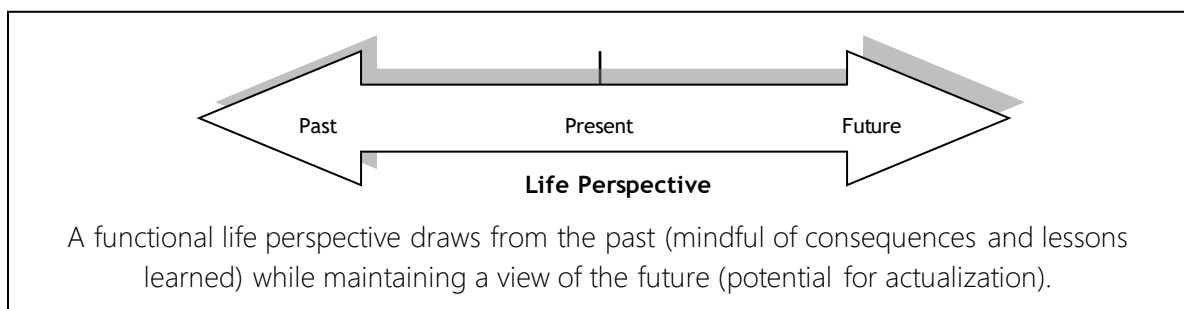 Past Present Future
Life Perspective
A functional life perspective draws from the past (mindful of consequences and lessons
learned) while maintaining a view of the future (potential for actualization).